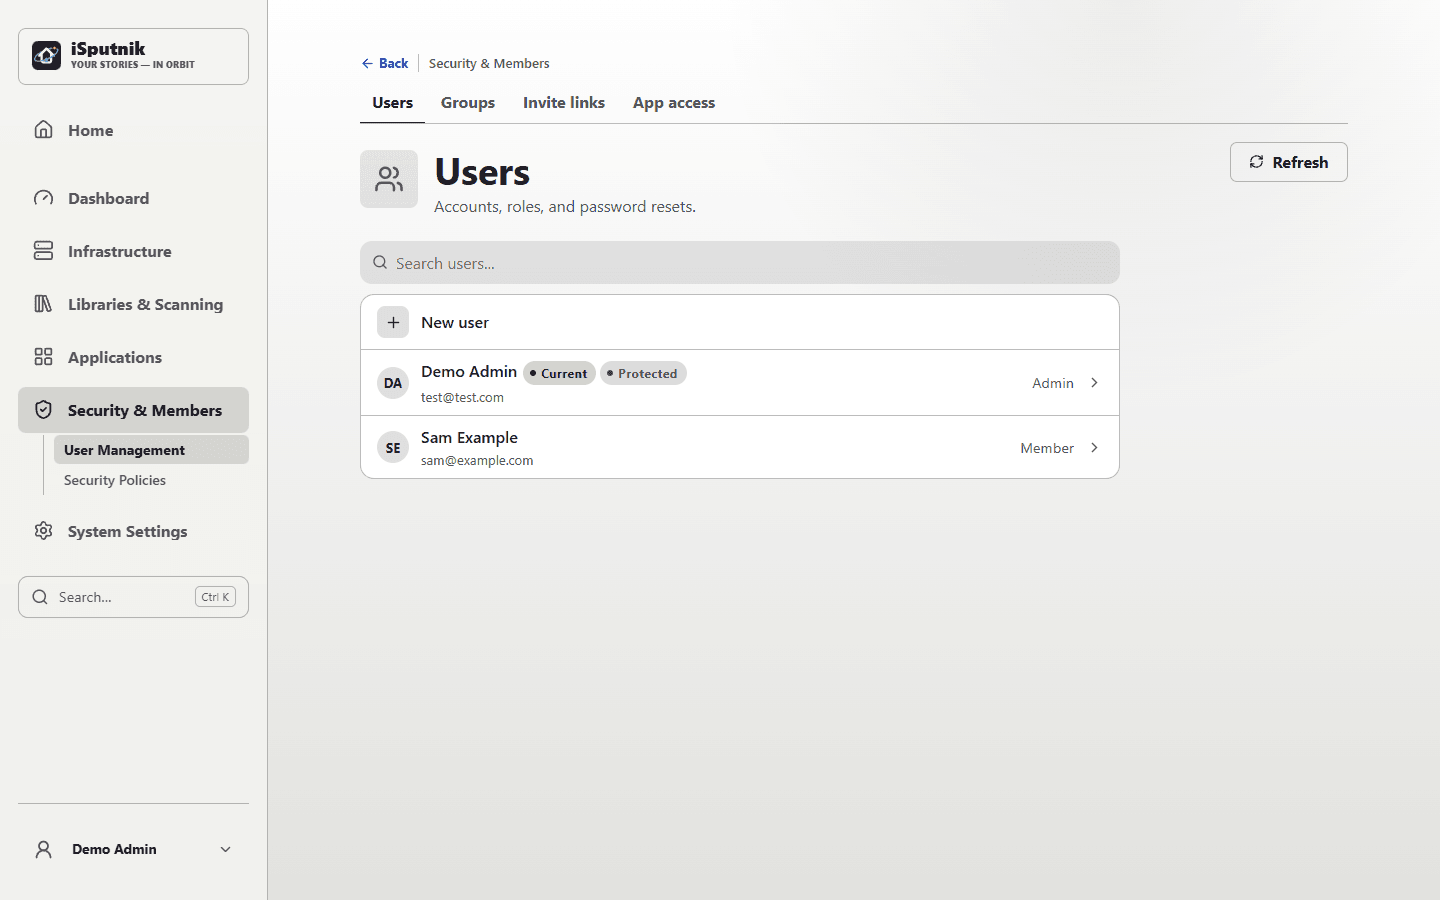 iSputnik
YOUR STORIES — IN ORBIT
Home
Dashboard
Infrastructure
Libraries & Scanning
Applications
Security & Members
User Management
Security Policies
System Settings
Search...
Ctrl K
Demo Admin
Back
Security & Members
Users
Groups
Invite links
App access
Users
Accounts, roles, and password resets.
Refresh
Search users...
New user
DA
Demo Admin
Current
Protected
test@test.com
Admin
SE
Sam Example
sam@example.com
Member